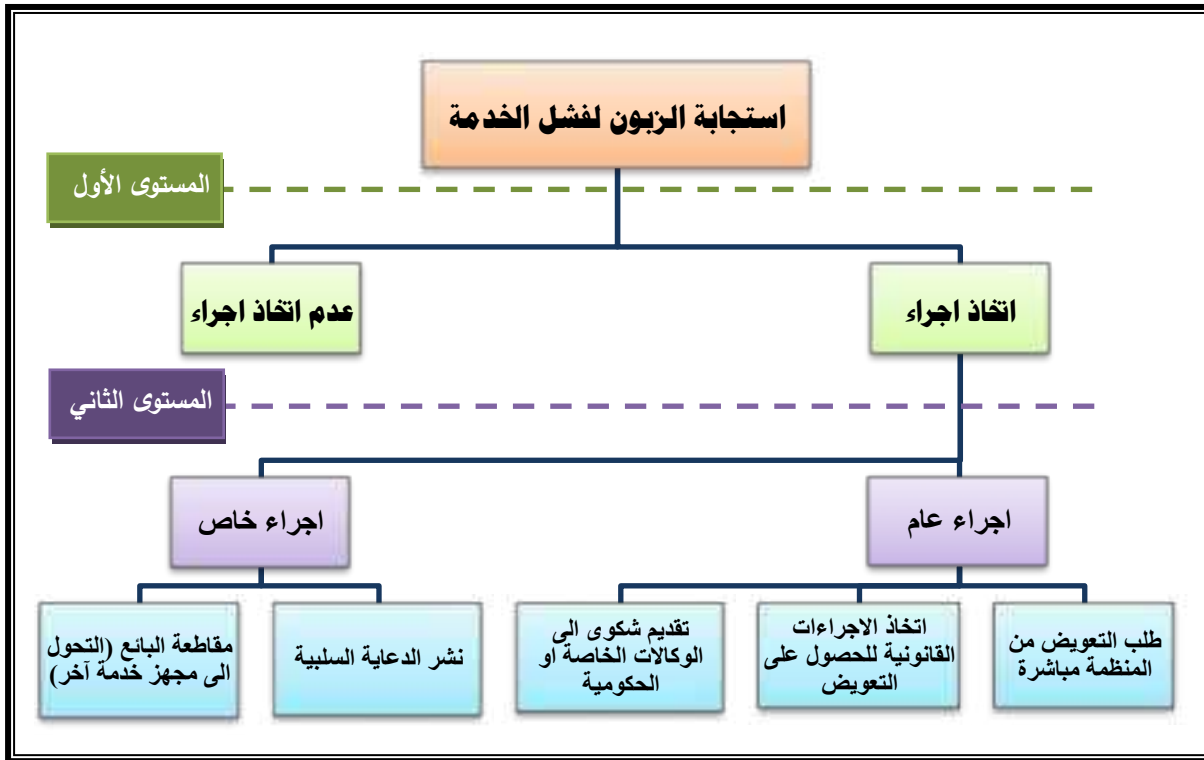 استجابة الزبون لفشل الخدمة
المستوى الأول
اتخاذ اجراء
عدم اتخاذ اجراء
المستوى الثاني
اجراء عام
اجراء خاص
طلب التعويض من
المنظمة مباشرة
اتخاذ الاجراءات
القانونية للحصول على
التعويض
تقديم شكوى الى
الوكالات الخاصة او
الحكومية
نشر الدعاية السلبية
مقاطعة البائع (التحول
الى مجهز خدمة آخر)